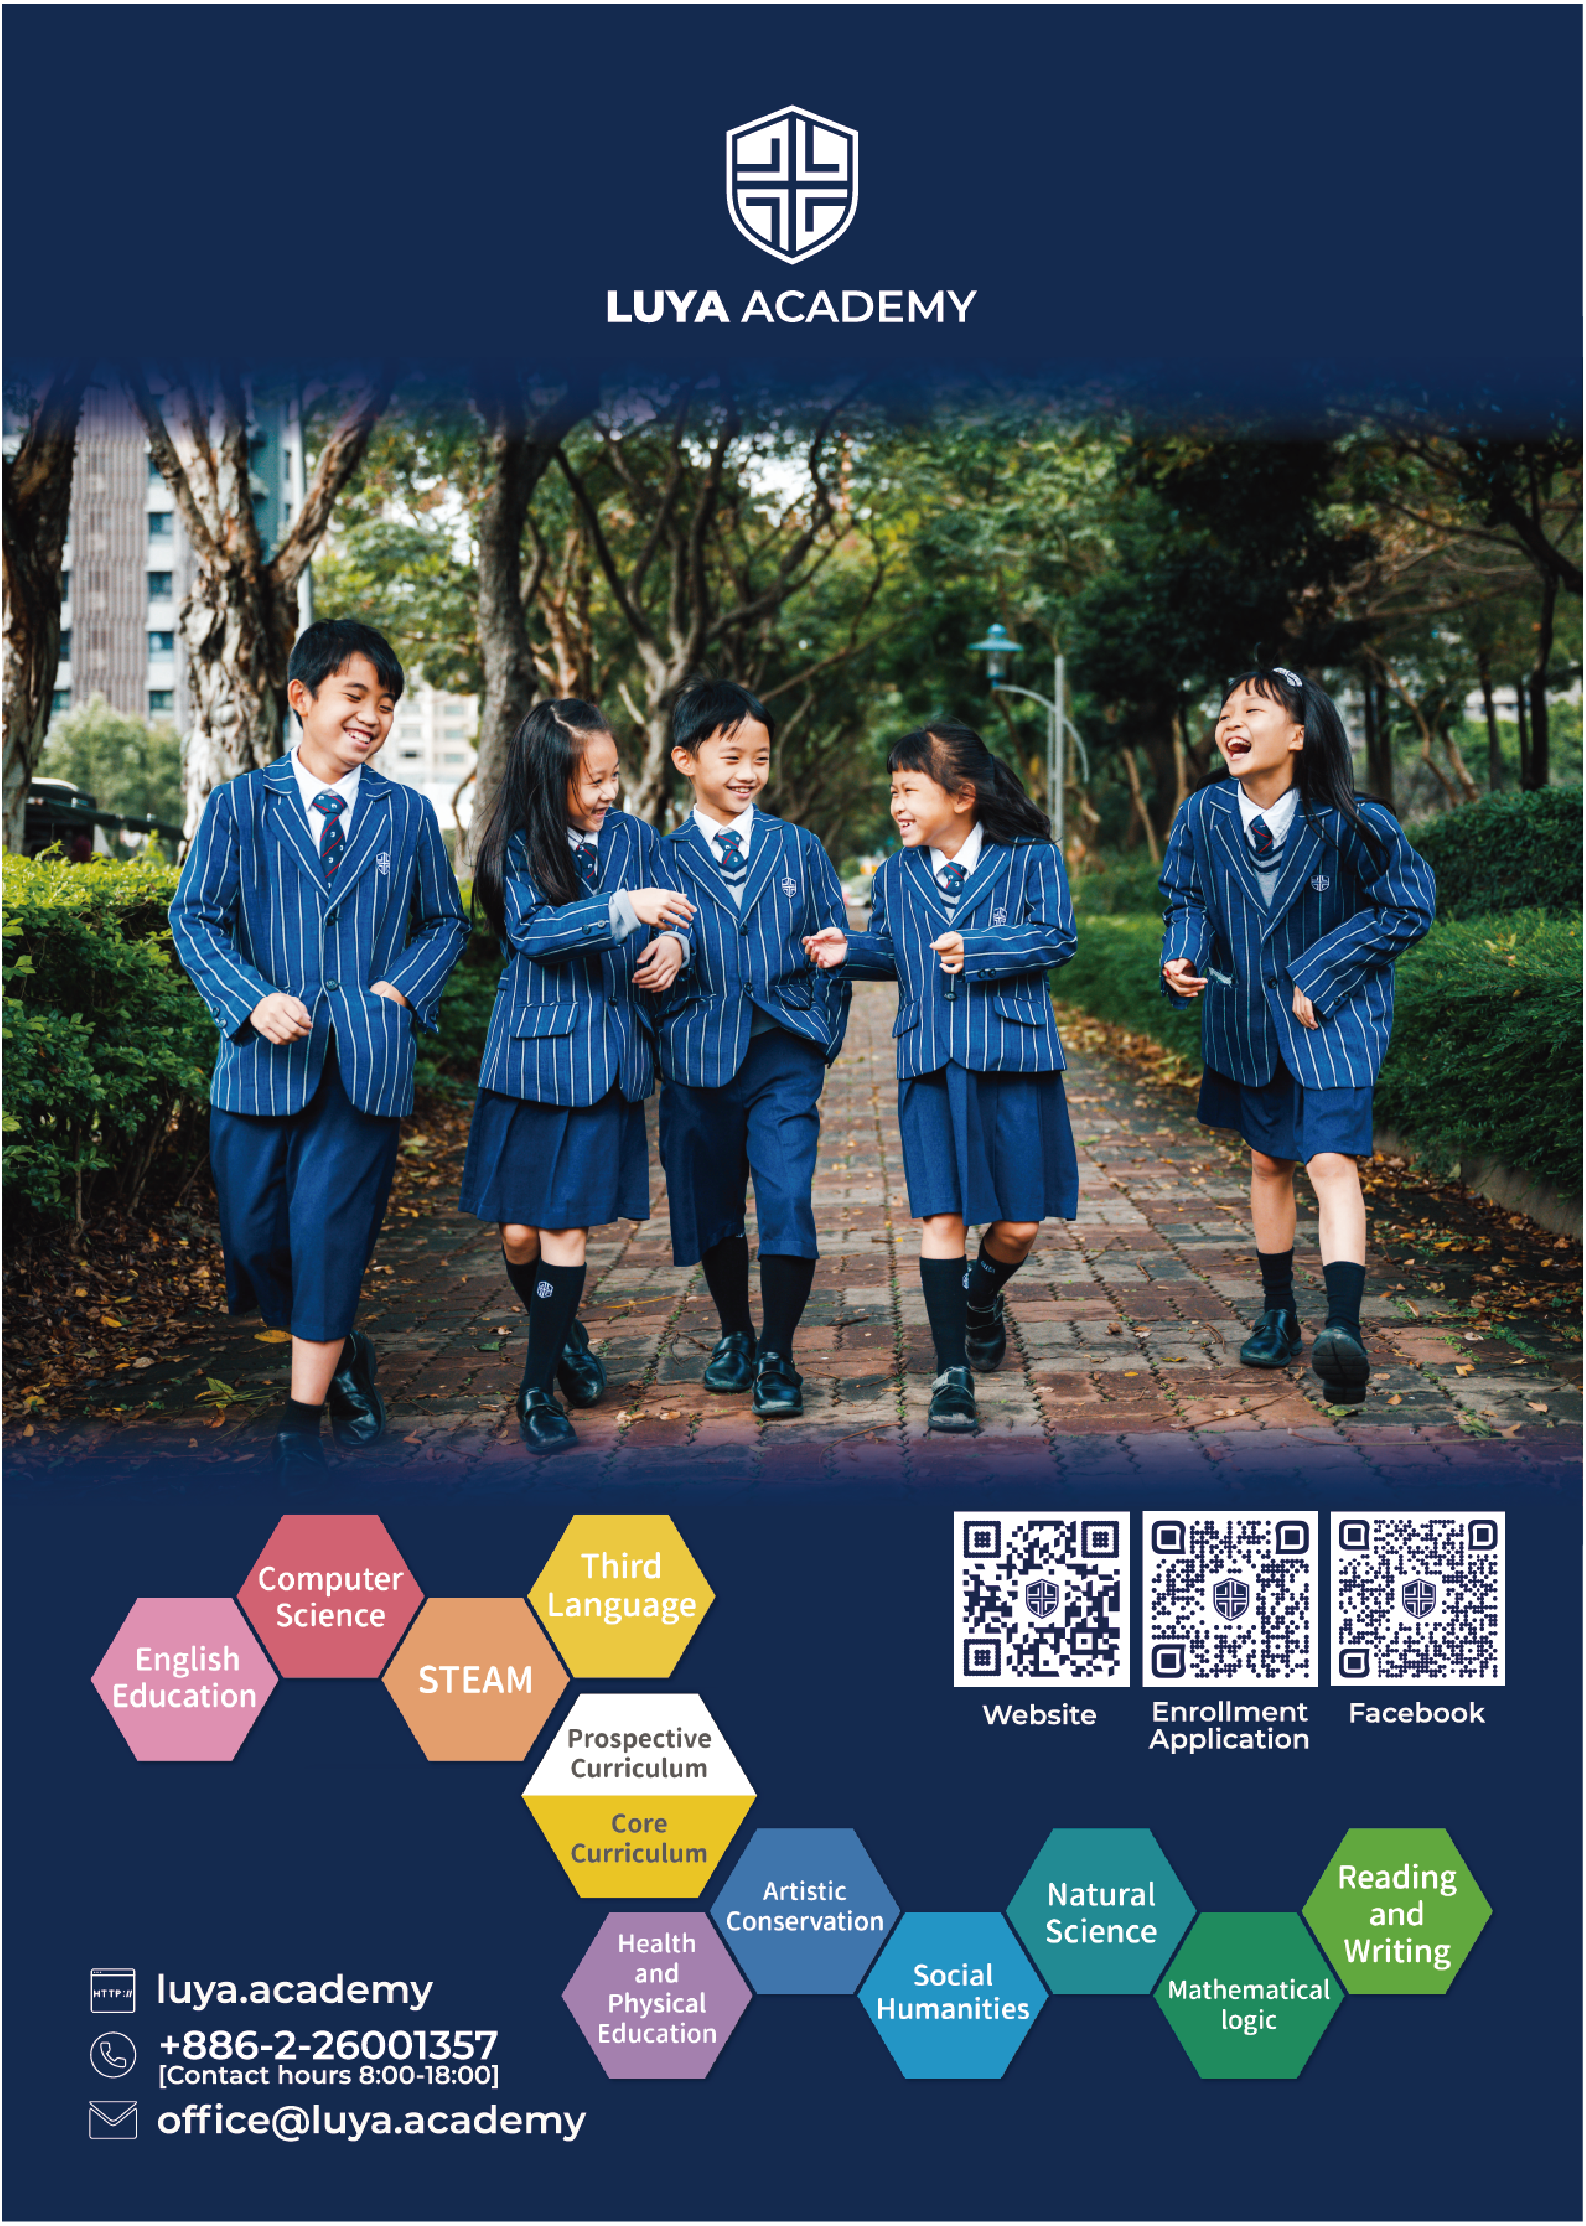 LUYA ACADEMY
Computer
Science
Third
Language
English
Education
STEAM
Prospective
Curriculum
Core
Curriculum
Website
Enrollment
Application
Facebook
Artistic
Conservation
Health
and
Physical
Education
Social
Humanities
Natural
Science
Mathematical
logic
Reading
and
Writing
HTTP://
luya.academy
+886-2-26001357
[Contact hours 8:00-18:00]
office@luya.academy